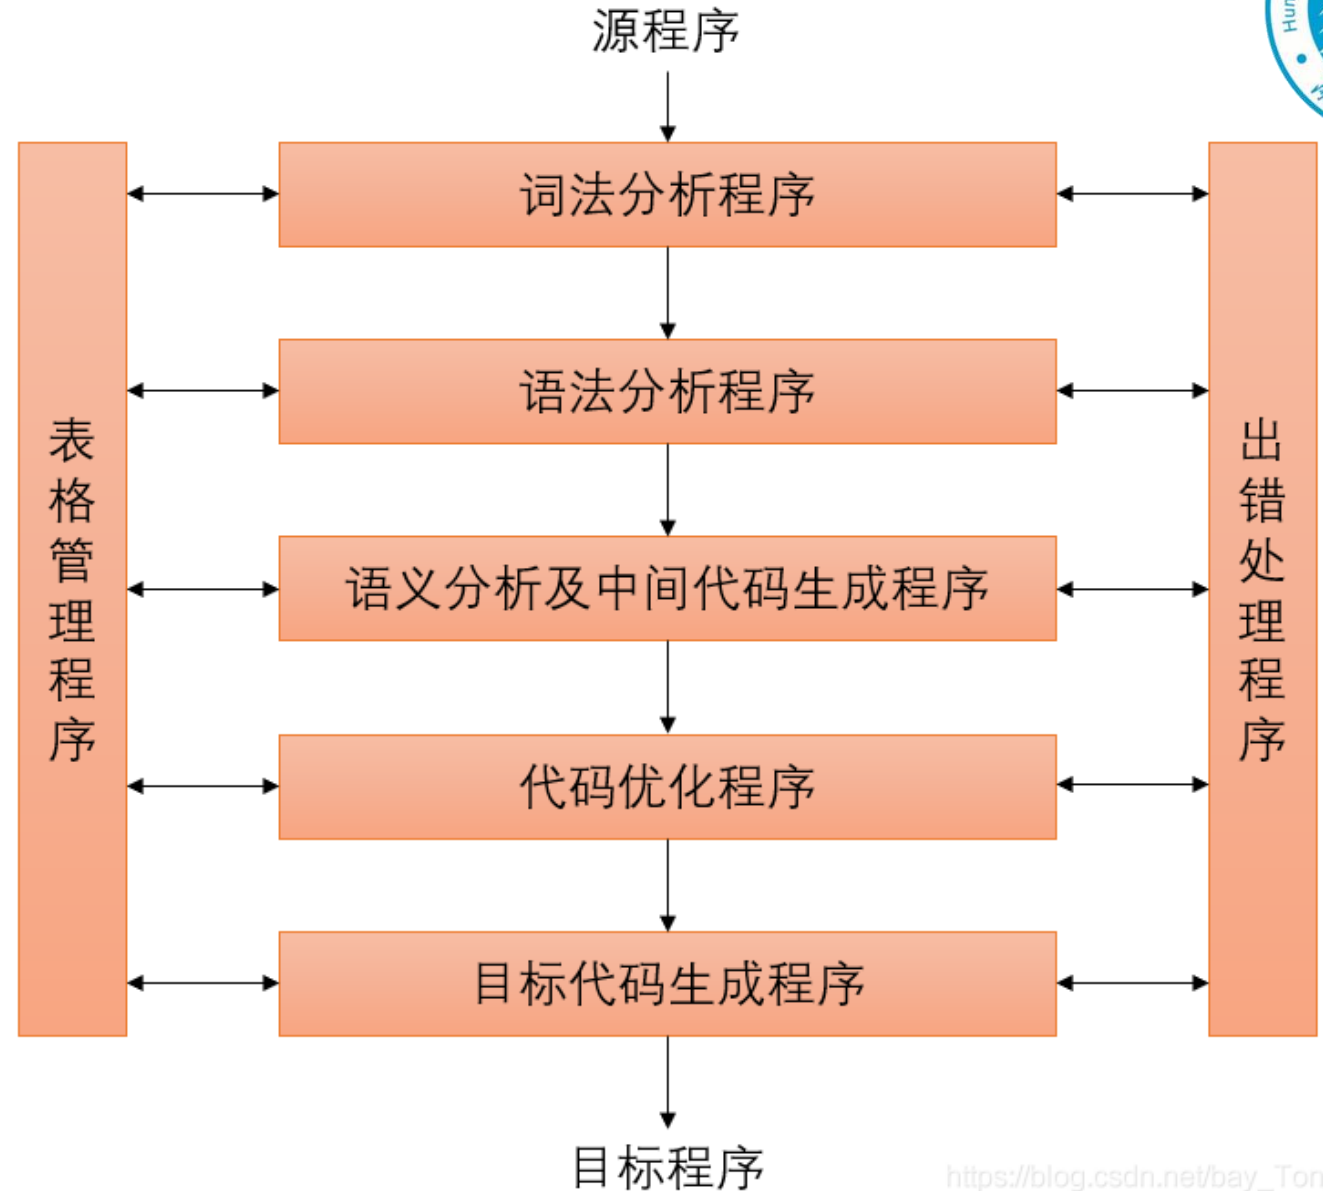 源程序
词法分析程序
语法分析程序
表格管理程序
出错处理程序
语义分析及中间代码生成程序
代码优化程序
目标代码生成程序
目标程序
https://blog.csdn.net/bay_Ton
Hun